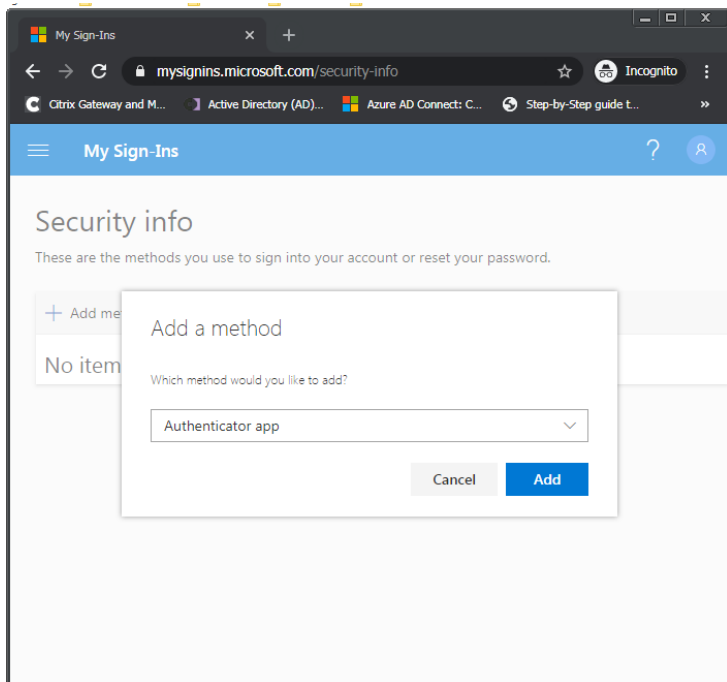 My Sign-Ins
mysignins.microsoft.com/security-info
Incognito
Citrix Gateway and M...
Active Directory (AD)...
Azure AD Connect: C...
Step-by-Step guide t...
My Sign-Ins
Security info
These are the methods you use to sign into your account or reset your password.
Add me
No item
Add a method
Which method would you like to add?
Authenticator app
Cancel
Add